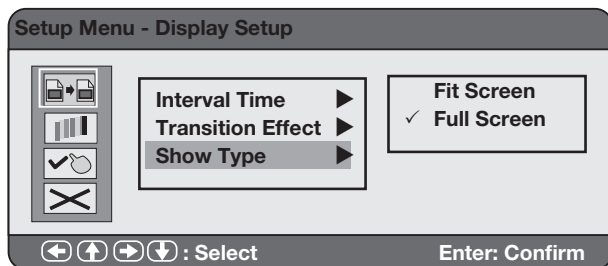 Setup Menu - Display Setup
Interval Time
Transition Effect
Show Type
Fit Screen
✓ Full Screen
: Select
Enter: Confirm